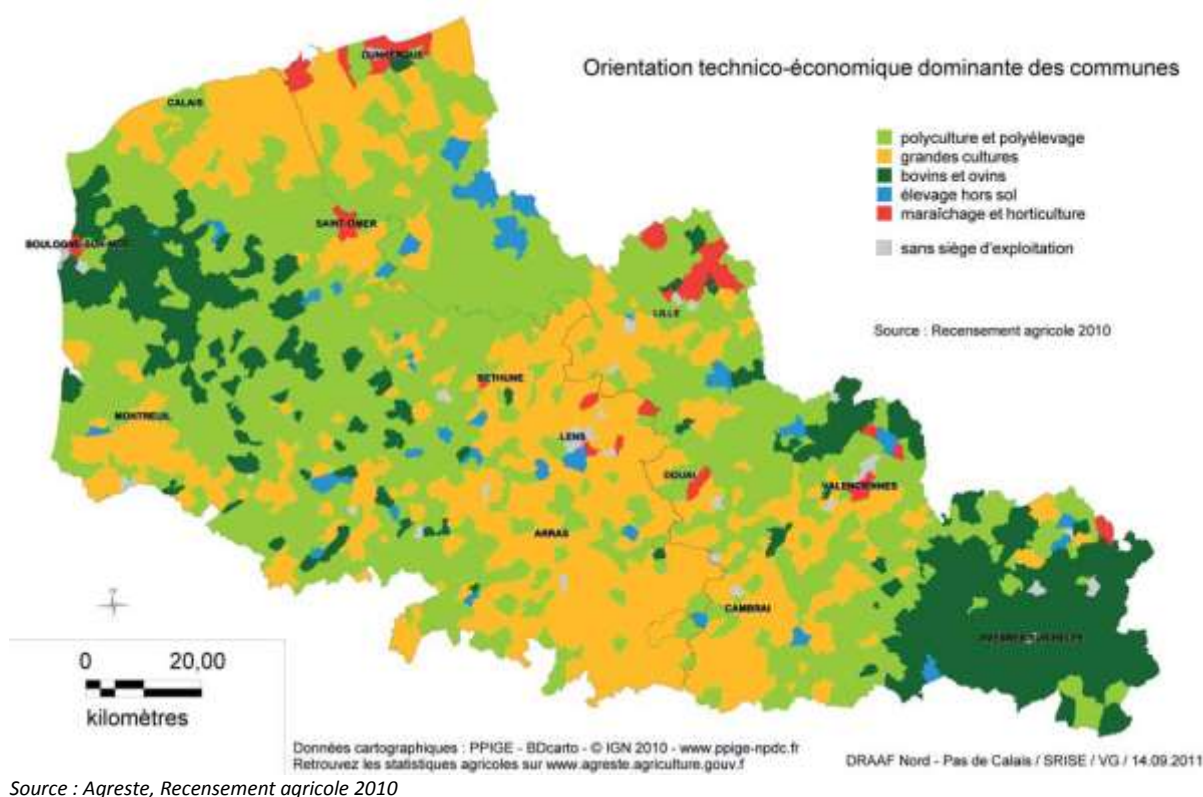 Orientation technico-économique dominante des communes
polyculture et polyélevage
grandes cultures
bovins et ovins
élevage hors sol
maraîchage et horticulture
sans siège d'exploitation
Source : Recensement agricole 2010
DUNKERQUE
CALAIS
SAINT-OMER
BOULOGNE-SUR-MER
LILLE
BETHUNE
MONTREUIL
LENS
DOUAI
VALENCIENNES
ARRAS
CAMBRAI
0 20,00
kilomètres
Données cartographiques : PPIGE - BDcarto - © IGN 2010 - www.ppige-npdc.fr
Retrouvez les statistiques agricoles sur www.agreste.agriculture.gouv.f
DRAAF Nord - Pas de Calais / SRISE / VG / 14.09.2011
Source : Agreste, Recensement agricole 2010